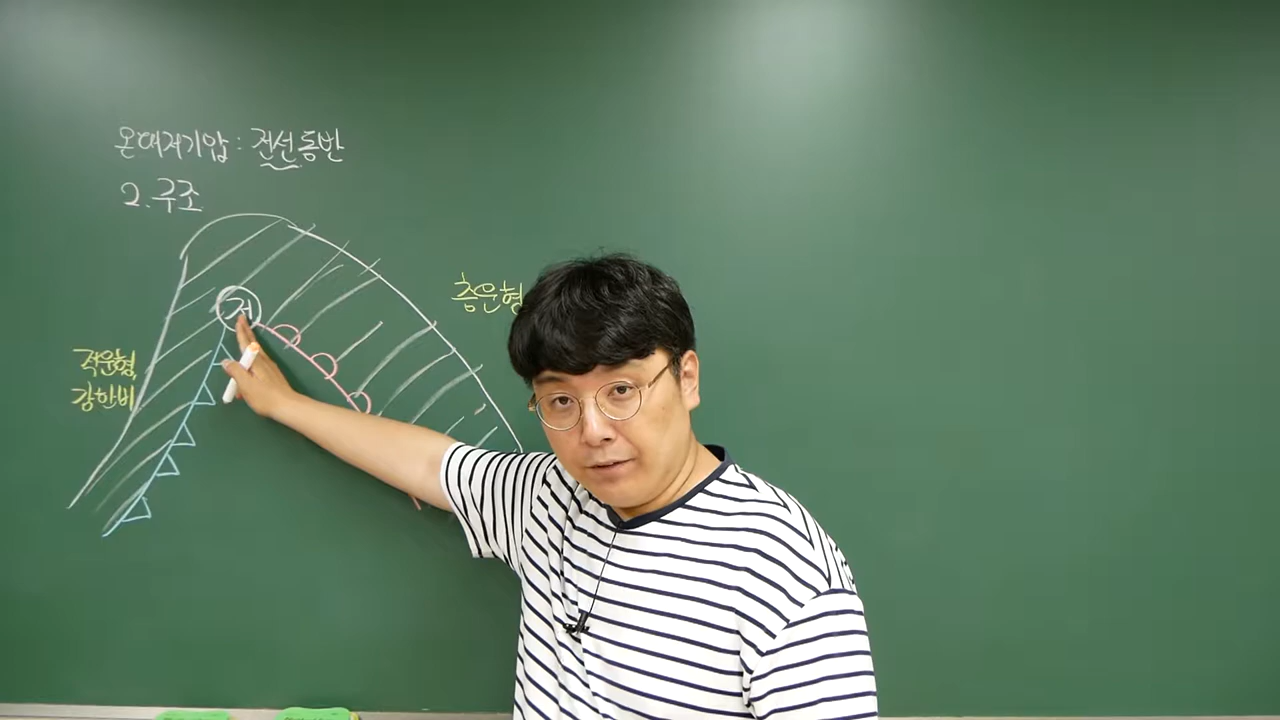 온대저기압 : 전선동반
2. 구조
저
층운형
적운형,
강한비